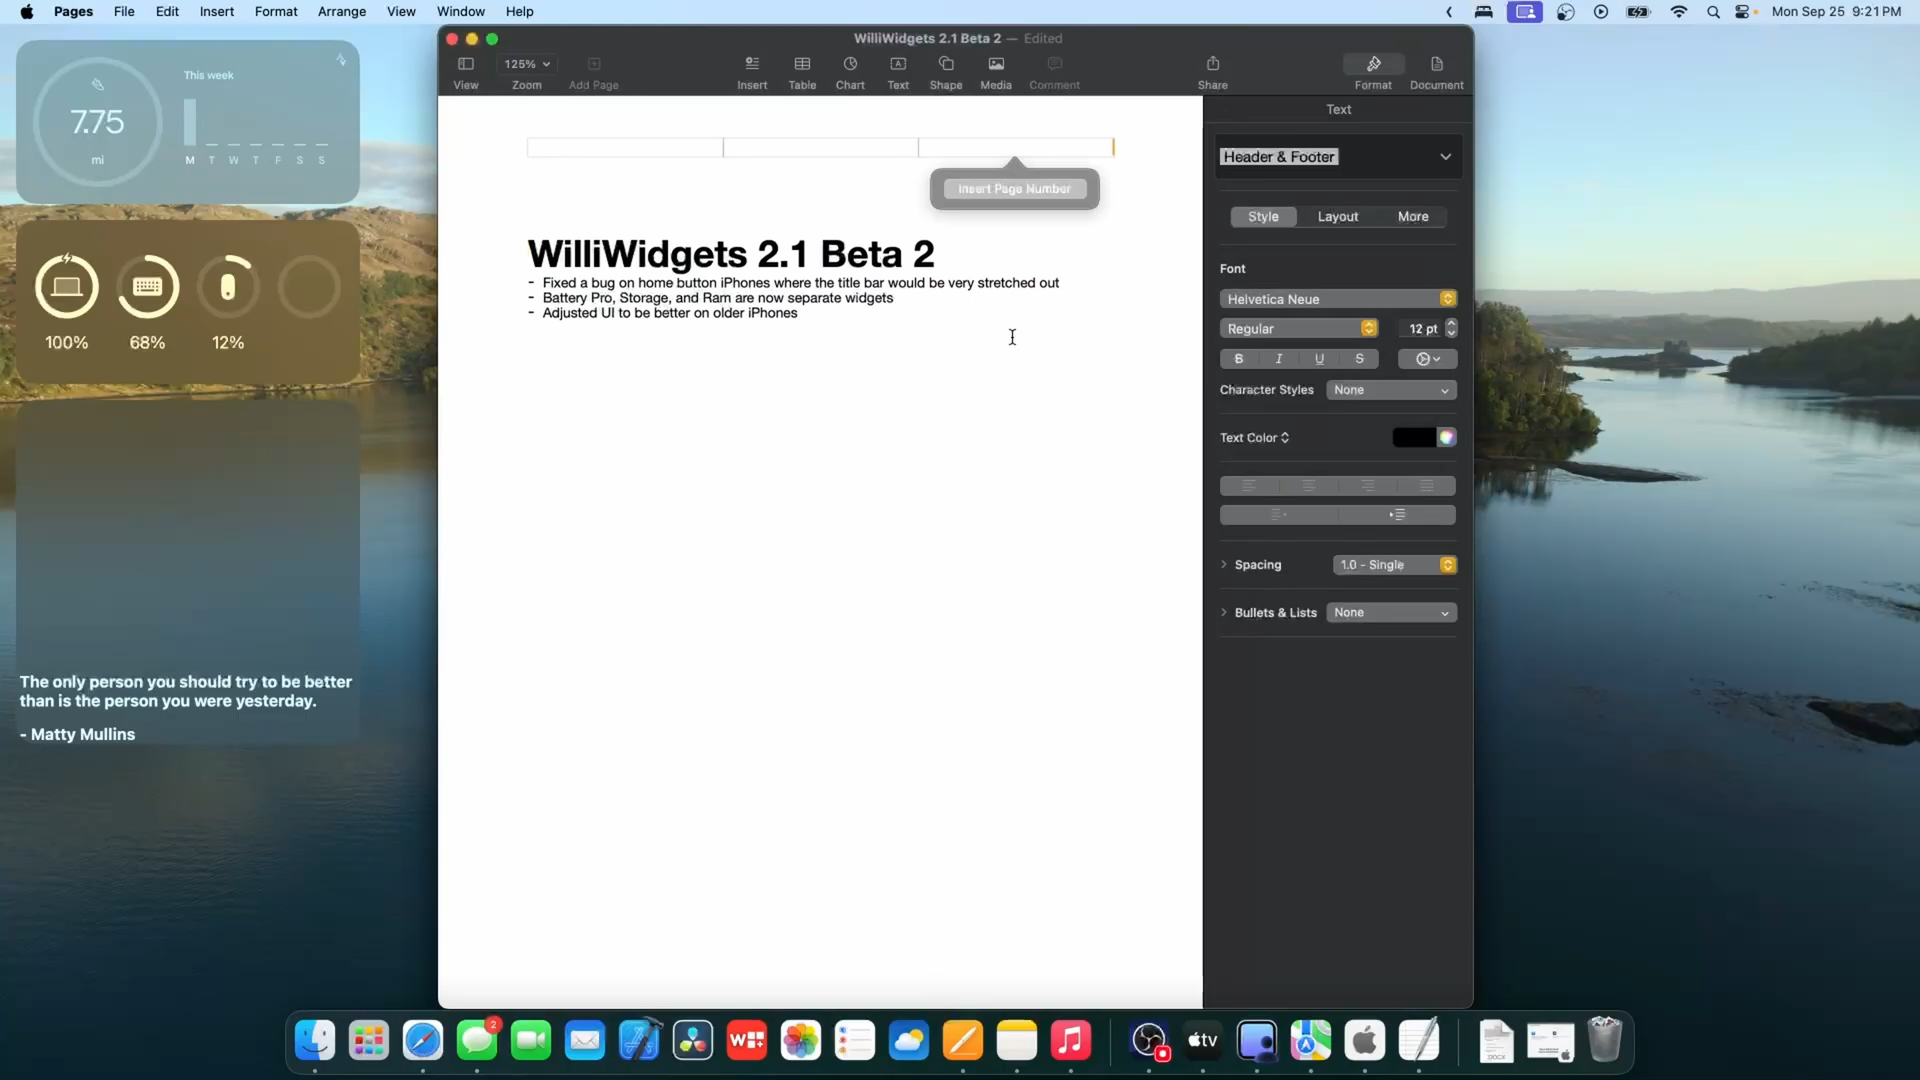 Pages File Edit Insert Format Arrange View Window Help
Mon Sep 25 9:21 PM
This week
7.75
mi
M T W T F S S
100% 68% 12%
The only person you should try to be better
than is the person you were yesterday.
- Matty Mullins
WilliWidgets 2.1 Beta 2 — Edited
125%
View Zoom Add Page Insert Table Chart Text Shape Media Comment Share Format Document
Insert Page Number
WilliWidgets 2.1 Beta 2
- Fixed a bug on home button iPhones where the title bar would be very stretched out
- Battery Pro, Storage, and Ram are now separate widgets
- Adjusted UI to be better on older iPhones
Text
Header & Footer
Style Layout More
Font
Helvetica Neue
Regular 12 pt
B I U S
Character Styles None
Text Color
Spacing 1.0 - Single
Bullets & Lists None
2
W
tv
DOCX